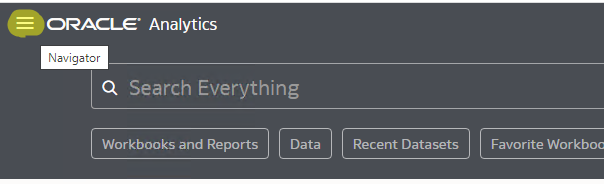 ORACLE Analytics
Navigator
Search Everything
Workbooks and Reports Data Recent Datasets Favorite Workboo